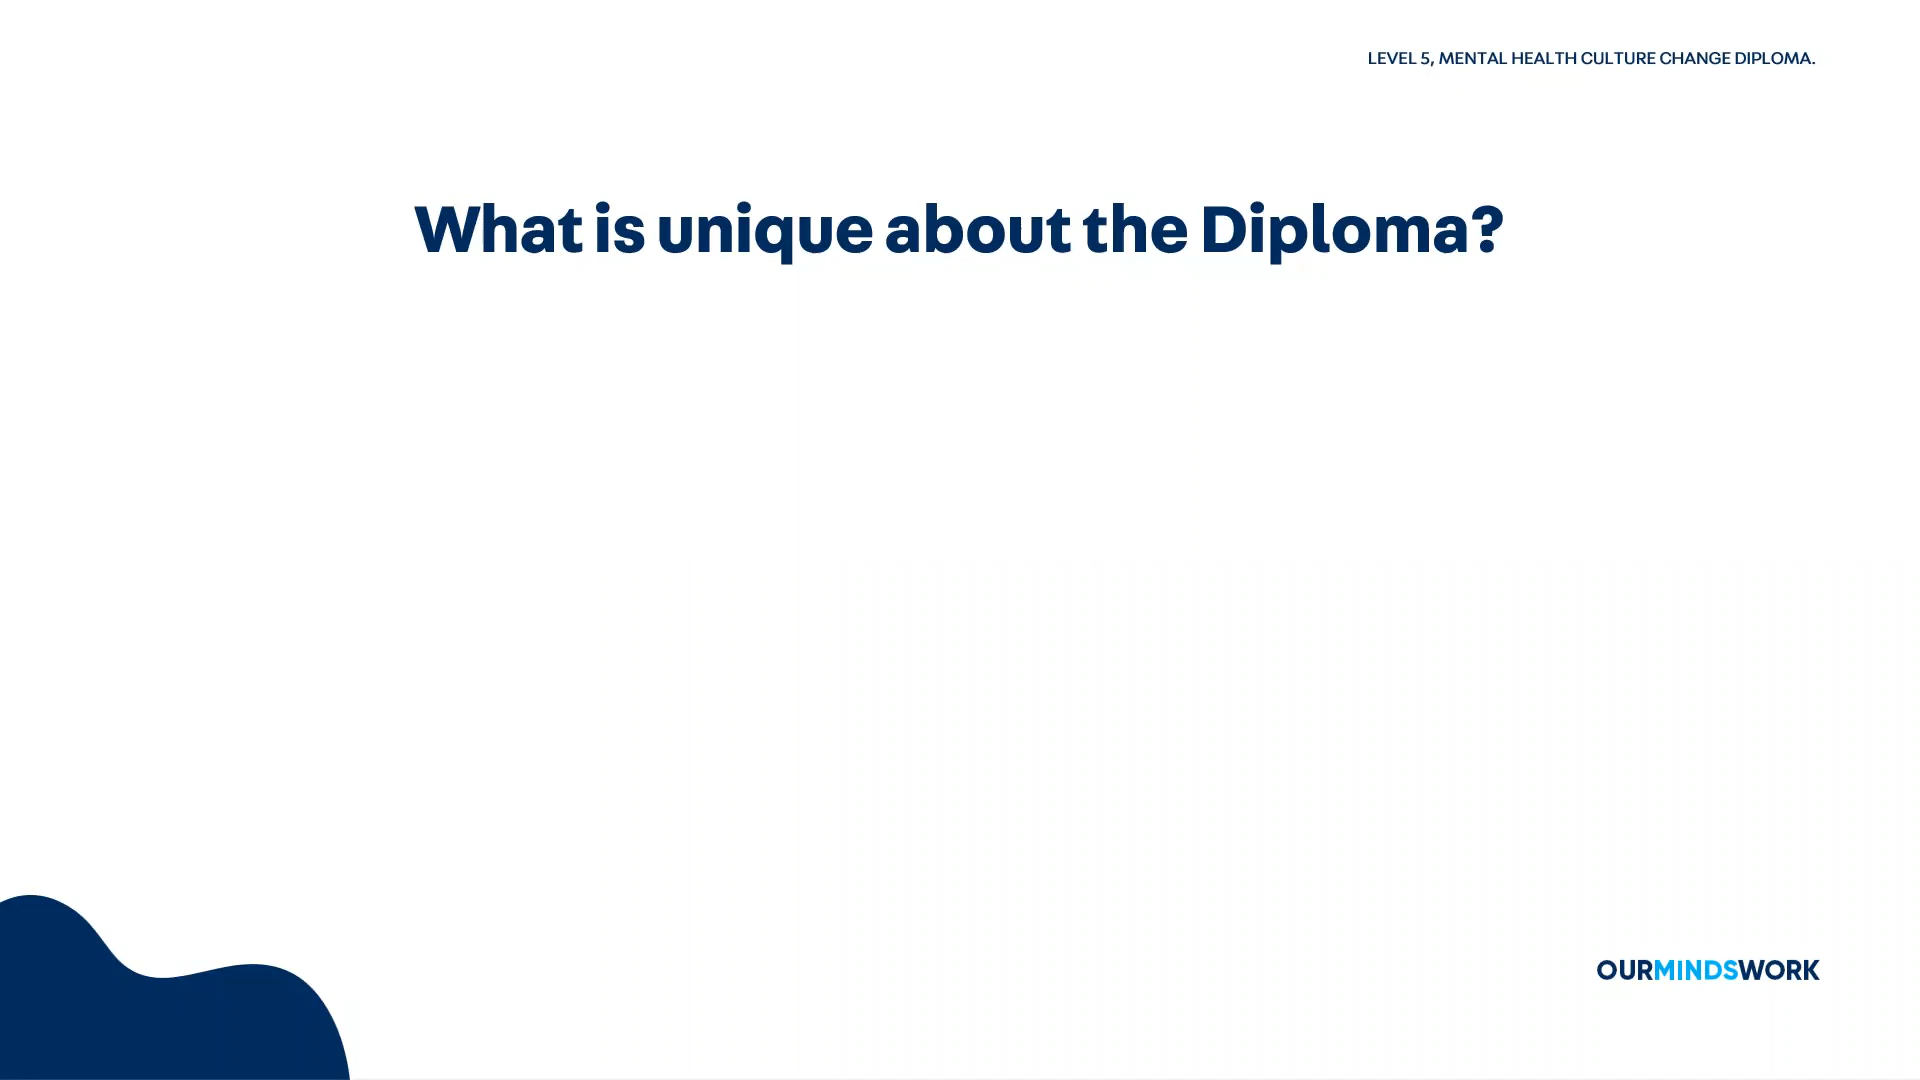 LEVEL 5, MENTAL HEALTH CULTURE CHANGE DIPLOMA.
What is unique about the Diploma?
OURMINDSWORK